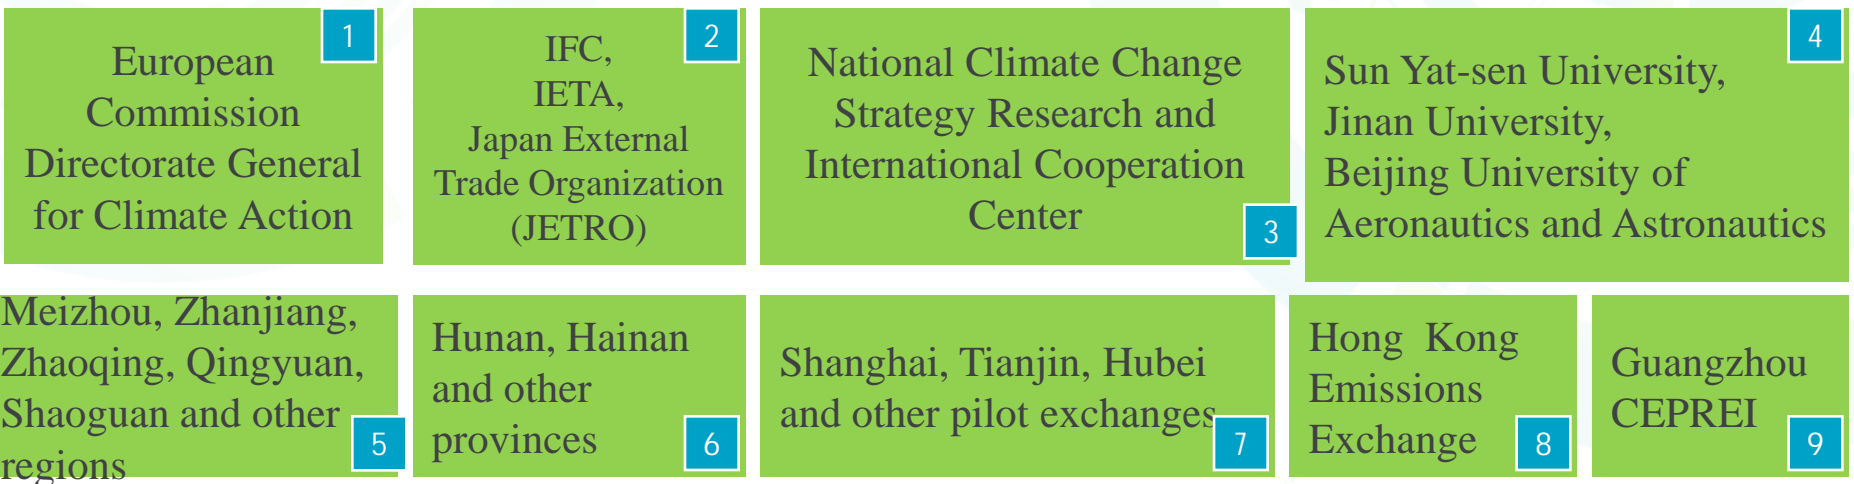 1
European
Commission
Directorate General
for Climate Action
2
IFC,
IETA,
Japan External
Trade Organization
(JETRO)
National Climate Change
Strategy Research and
International Cooperation
Center
3
4
Sun Yat-sen University,
Jinan University,
Beijing University of
Aeronautics and Astronautics
Meizhou, Zhanjiang,
Zhaoqing, Qingyuan,
Shaoguan and other
regions
5
Hunan, Hainan
and other
provinces
6
Shanghai, Tianjin, Hubei
and other pilot exchanges
7
Hong Kong
Emissions
Exchange
8
Guangzhou
CEPREI
9